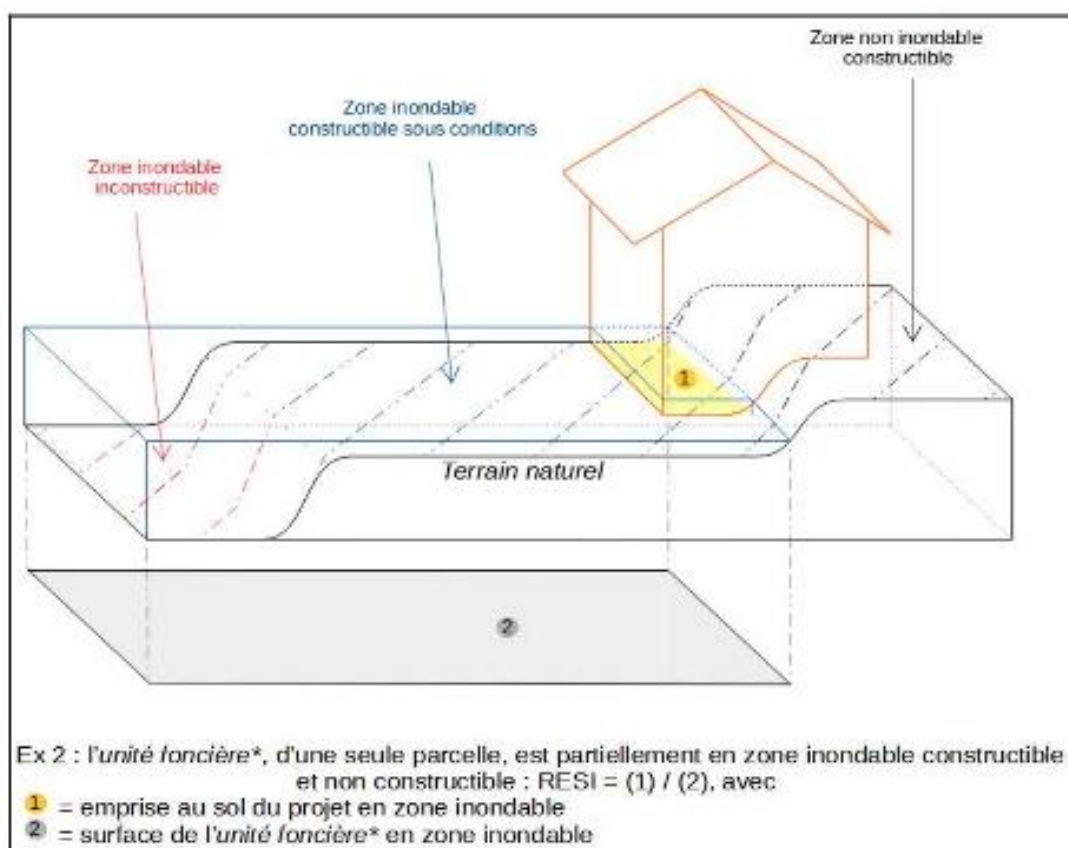 Zone non inondable
constructible
Zone inondable
constructible sous conditions
Zone inondable
inconstructible
1
Terrain naturel
2
Ex 2 : l'unité foncière*, d'une seule parcelle, est partiellement en zone inondable constructible
et non constructible : RESI = (1) / (2), avec
1 = emprise au sol du projet en zone inondable
2 = surface de l'unité foncière* en zone inondable